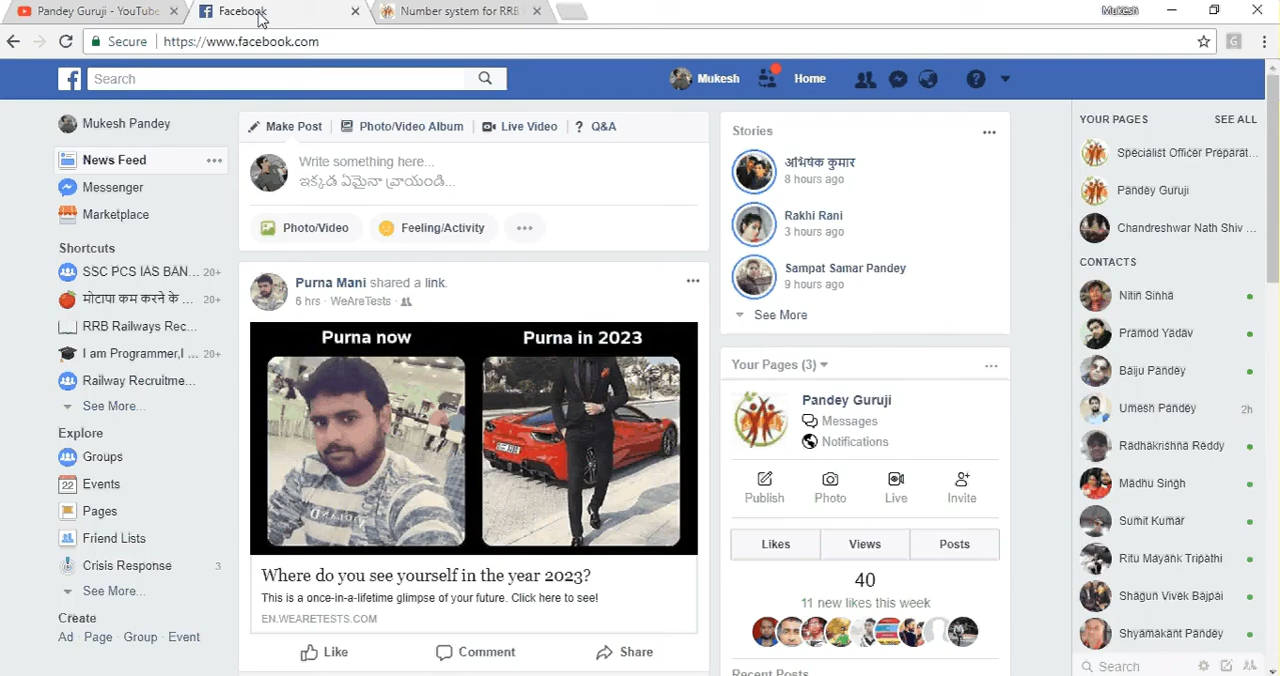 Pandey Guruji - YouTube
Facebook
Number system for RRB
Mukesh
Secure
https://www.facebook.com
Search
Mukesh
Home
Mukesh Pandey
News Feed
Messenger
Marketplace
Shortcuts
SSC PCS IAS BAN... 20+
मोटापा कम करने के ... 20+
RRB Railways Rec...
I am Programmer,I ... 20+
Railway Recruitme...
See More...
Explore
Groups
Events
Pages
Friend Lists
Crisis Response 3
See More...
Create
Ad · Page · Group · Event
Make Post
Photo/Video Album
Live Video
Q&A
Write something here...
ఇక్కడ ఏమైనా వ్రాయండి...
Photo/Video
Feeling/Activity
Purna Mani shared a link.
6 hrs · WeAreTests ·
Purna now
Purna in 2023
Where do you see yourself in the year 2023?
This is a once-in-a-lifetime glimpse of your future. Click here to see!
EN.WEARETESTS.COM
Like
Comment
Share
Stories
अभिषेक कुमार
8 hours ago
Rakhi Rani
3 hours ago
Sampat Samar Pandey
9 hours ago
See More
Your Pages (3)
Pandey Guruji
Messages
Notifications
Publish
Photo
Live
Invite
Likes
Views
Posts
40
11 new likes this week
Recent Posts
YOUR PAGES
SEE ALL
Specialist Officer Preparat...
Pandey Guruji
Chandreshwar Nath Shiv ...
CONTACTS
Nitin Sinha
Pramod Yadav
Baiju Pandey
Umesh Pandey 2h
Radhakrishna Reddy
Madhu Singh
Sumit Kumar
Ritu Mayank Tripathi
Shagun Vivek Bajpai
Shyamakant Pandey
Search